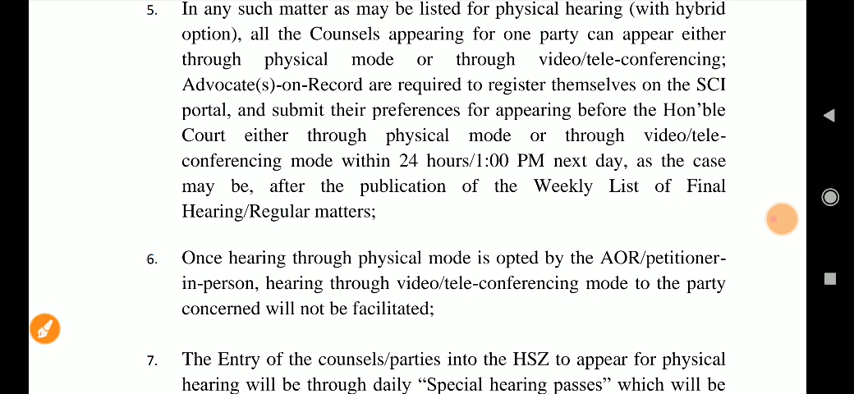 5. In any such matter as may be listed for physical hearing (with hybrid
option), all the Counsels appearing for one party can appear either
through physical mode or through video/tele-conferencing;
Advocate(s)-on-Record are required to register themselves on the SCI
portal, and submit their preferences for appearing before the Hon’ble
Court either through physical mode or through video/tele-
conferencing mode within 24 hours/1:00 PM next day, as the case
may be, after the publication of the Weekly List of Final
Hearing/Regular matters;
6. Once hearing through physical mode is opted by the AOR/petitioner-
in-person, hearing through video/tele-conferencing mode to the party
concerned will not be facilitated;
7. The Entry of the counsels/parties into the HSZ to appear for physical
hearing will be through daily “Special hearing passes” which will be